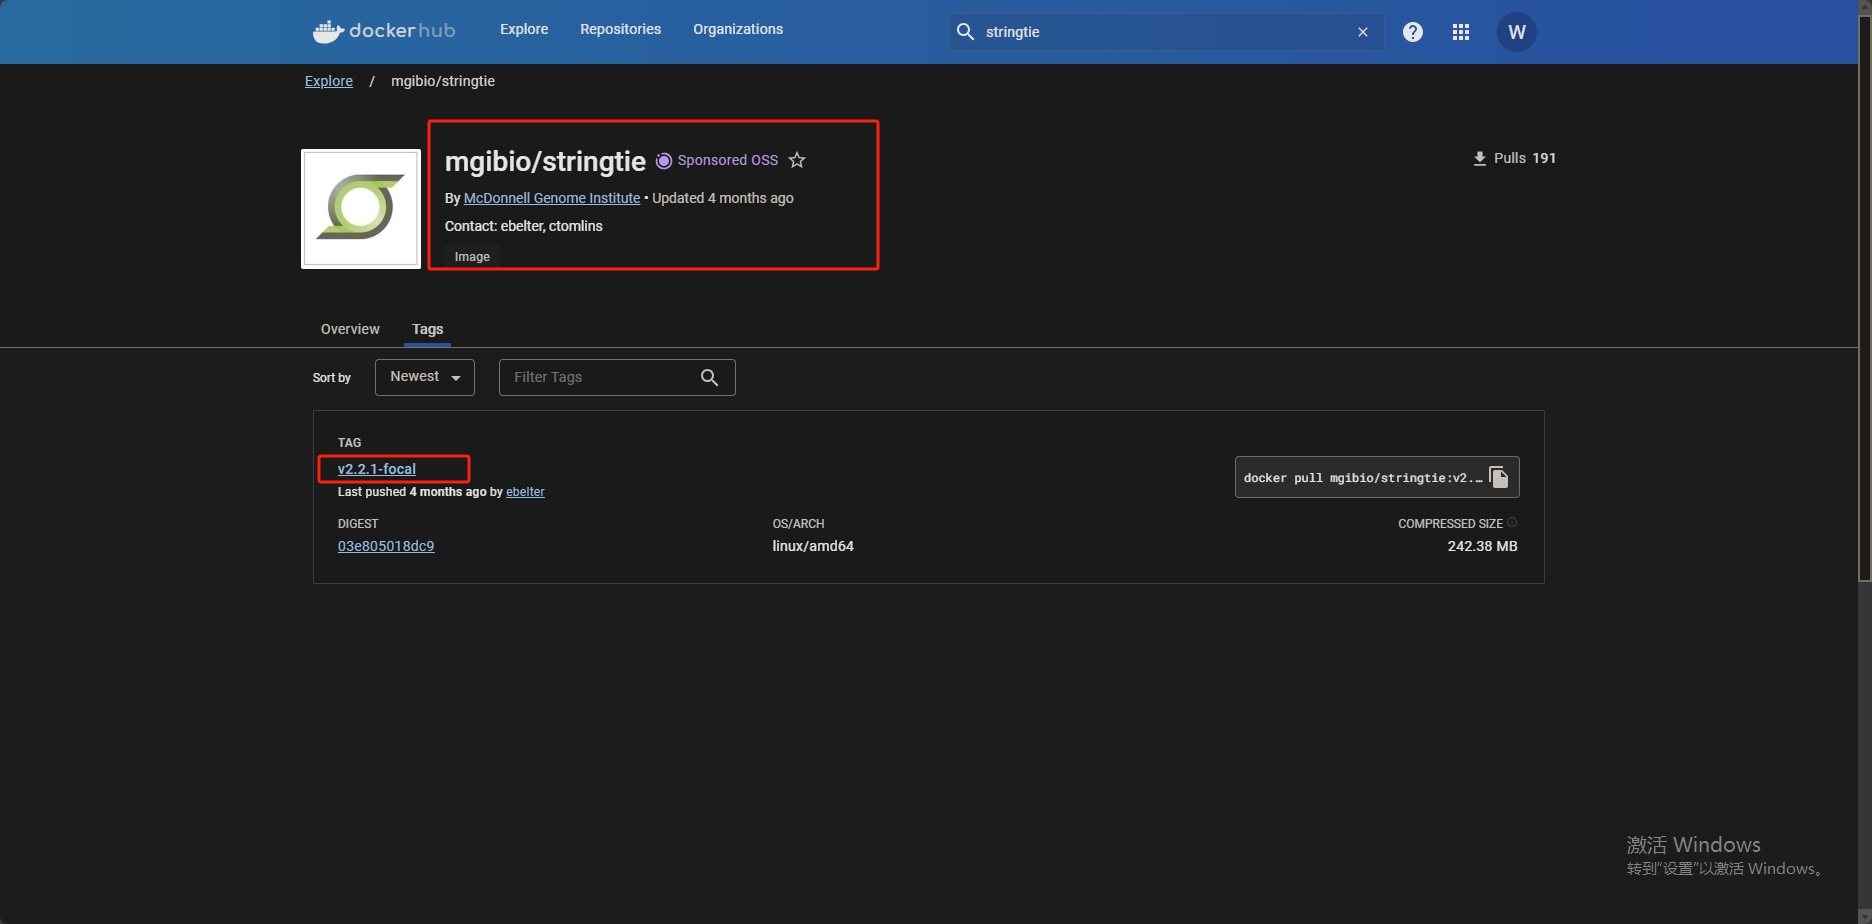 dockerhub Explore Repositories Organizations stringtie W
Explore / mgibio/stringtie
mgibio/stringtie Sponsored OSS
Pulls 191
By McDonnell Genome Institute • Updated 4 months ago
Contact: ebelter, ctomlins
Image
Overview Tags
Sort by Newest Filter Tags
TAG
v2.2.1-focal
Last pushed 4 months ago by ebelter
docker pull mgibio/stringtie:v2...
DIGEST OS/ARCH COMPRESSED SIZE
03e805018dc9 linux/amd64 242.38 MB
激活 Windows
转到“设置”以激活 Windows。